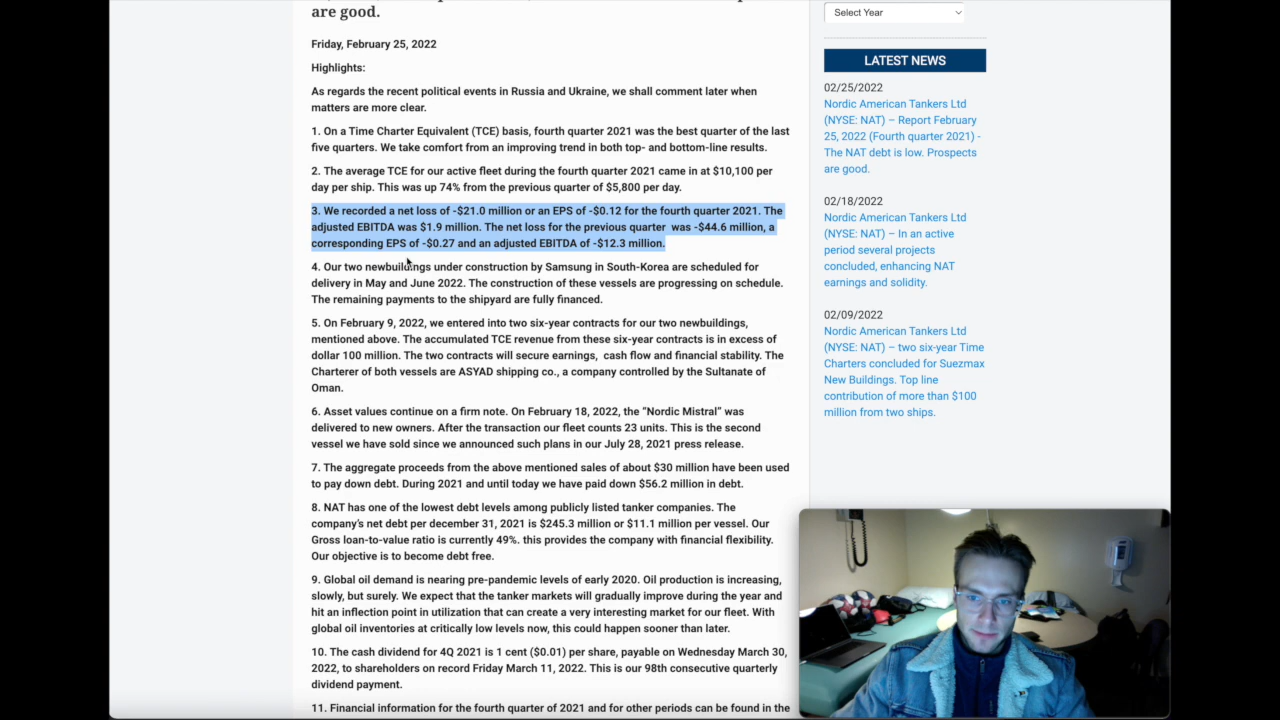 are good.
Friday, February 25, 2022
Highlights:
As regards the recent political events in Russia and Ukraine, we shall comment later when
matters are more clear.
1. On a Time Charter Equivalent (TCE) basis, fourth quarter 2021 was the best quarter of the last
five quarters. We take comfort from an improving trend in both top- and bottom-line results.
2. The average TCE for our active fleet during the fourth quarter 2021 came in at $10,100 per
day per ship. This was up 74% from the previous quarter of $5,800 per day.
3. We recorded a net loss of -$21.0 million or an EPS of -$0.12 for the fourth quarter 2021. The
adjusted EBITDA was $1.9 million. The net loss for the previous quarter  was -$44.6 million, a
corresponding EPS of -$0.27 and an adjusted EBITDA of -$12.3 million.
4. Our two newbuildings under construction by Samsung in South-Korea are scheduled for
delivery in May and June 2022. The construction of these vessels are progressing on schedule.
The remaining payments to the shipyard are fully financed.
5. On February 9, 2022, we entered into two six-year contracts for our two newbuildings,
mentioned above. The accumulated TCE revenue from these six-year contracts is in excess of
dollar 100 million. The two contracts will secure earnings,  cash flow and financial stability. The
Charterer of both vessels are ASYAD shipping co., a company controlled by the Sultanate of
Oman.
6. Asset values continue on a firm note. On February 18, 2022, the “Nordic Mistral” was
delivered to new owners. After the transaction our fleet counts 23 units. This is the second
vessel we have sold since we announced such plans in our July 28, 2021 press release.
7. The aggregate proceeds from the above mentioned sales of about $30 million have been used
to pay down debt. During 2021 and until today we have paid down $56.2 million in debt.
8. NAT has one of the lowest debt levels among publicly listed tanker companies. The
company’s net debt per december 31, 2021 is $245.3 million or $11.1 million per vessel. Our
Gross loan-to-value ratio is currently 49%. this provides the company with financial flexibility.
Our objective is to become debt free.
9. Global oil demand is nearing pre-pandemic levels of early 2020. Oil production is increasing,
slowly, but surely. We expect that the tanker markets will gradually improve during the year and
hit an inflection point in utilization that can create a very interesting market for our fleet. With
global oil inventories at critically low levels now, this could happen sooner than later.
10. The cash dividend for 4Q 2021 is 1 cent ($0.01) per share, payable on Wednesday March 30,
2022, to shareholders on record Friday March 11, 2022. This is our 98th consecutive quarterly
dividend payment.
11. Financial information for the fourth quarter of 2021 and for other periods can be found in the
Select Year
LATEST NEWS
02/25/2022
Nordic American Tankers Ltd
(NYSE: NAT) – Report February
25, 2022 (Fourth quarter 2021) -
The NAT debt is low. Prospects
are good.
02/18/2022
Nordic American Tankers Ltd
(NYSE: NAT) – In an active
period several projects
concluded, enhancing NAT
earnings and solidity.
02/09/2022
Nordic American Tankers Ltd
(NYSE: NAT) – two six-year Time
Charters concluded for Suezmax
New Buildings. Top line
contribution of more than $100
million from two ships.